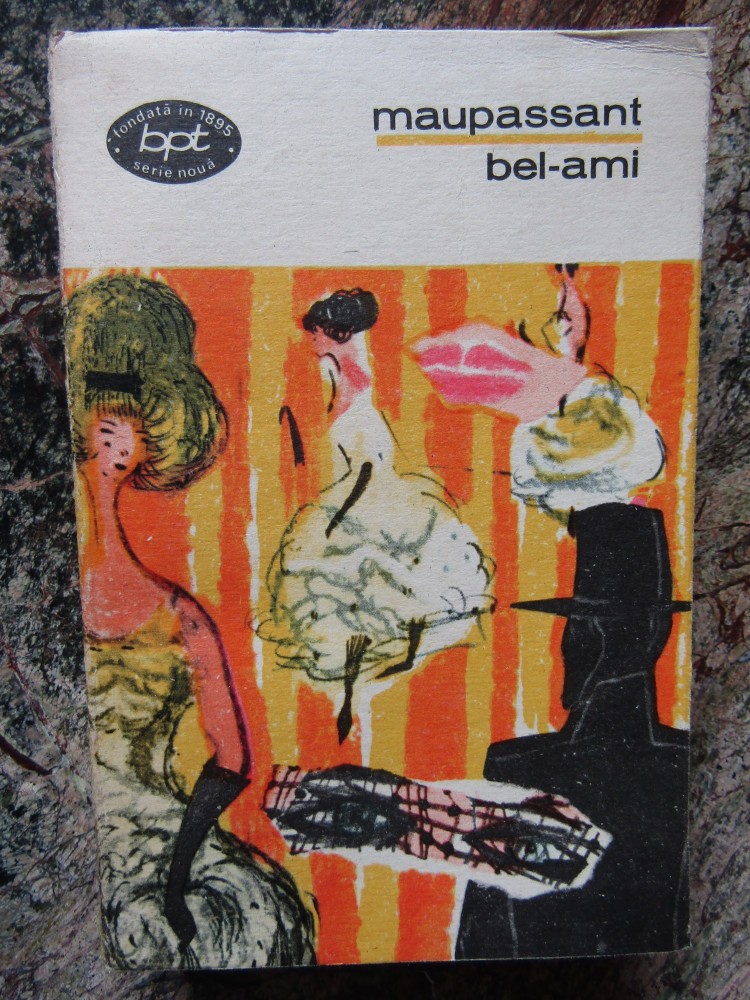 fondată în 1895
bpt
serie nouă
maupassant
bel-ami